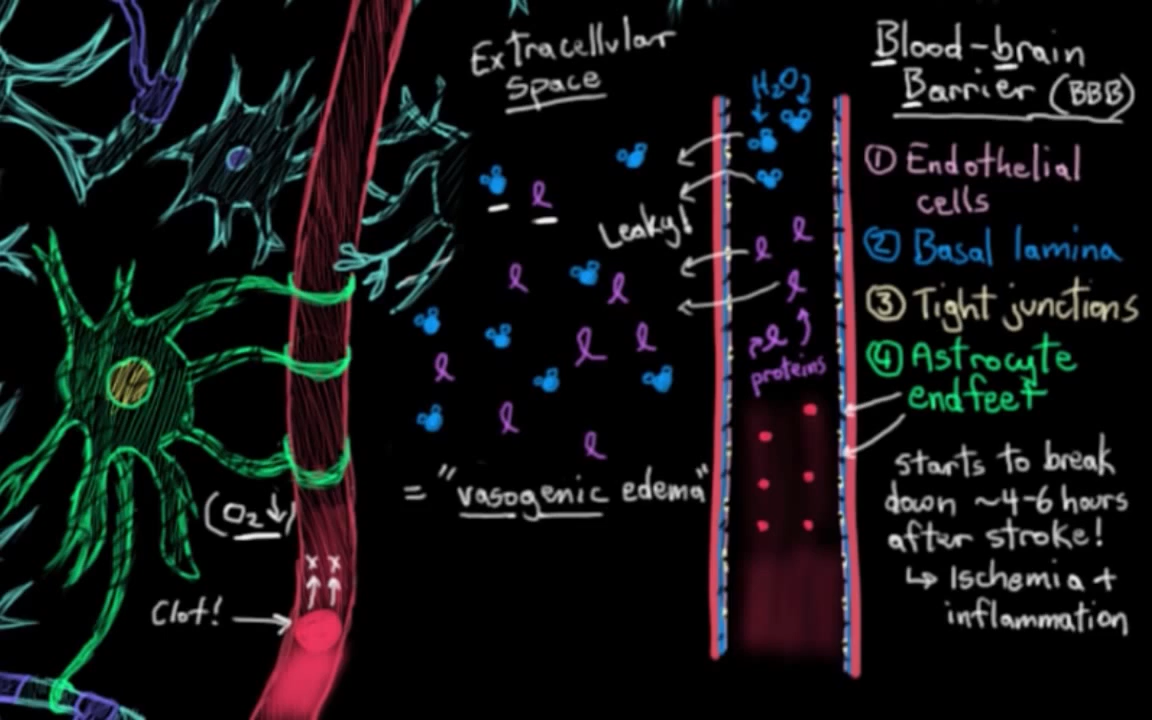 Extracellular
space
H₂O
Leaky!
proteins
= "vasogenic edema"
(O₂↓)
x x
Clot!
Blood-brain
Barrier (BBB)
① Endothelial
cells
② Basal lamina
③ Tight junctions
④ Astrocyte
endfeet
starts to break
down ~4-6 hours
after stroke!
↳ Ischemia +
inflammation